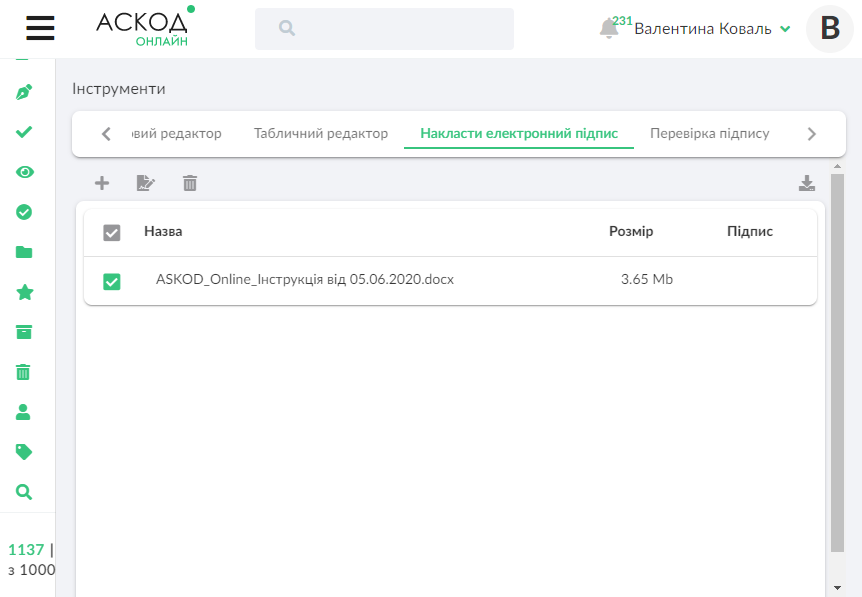 АСКОД
ОНЛАЙН
231
Валентина Коваль
В
Інструменти
овий редактор
Табличний редактор
Накласти електронний підпис
Перевірка підпису
Назва
Розмір
Підпис
ASKOD_Online_Інструкція від 05.06.2020.docx
3.65 Mb
1137 |
з 1000